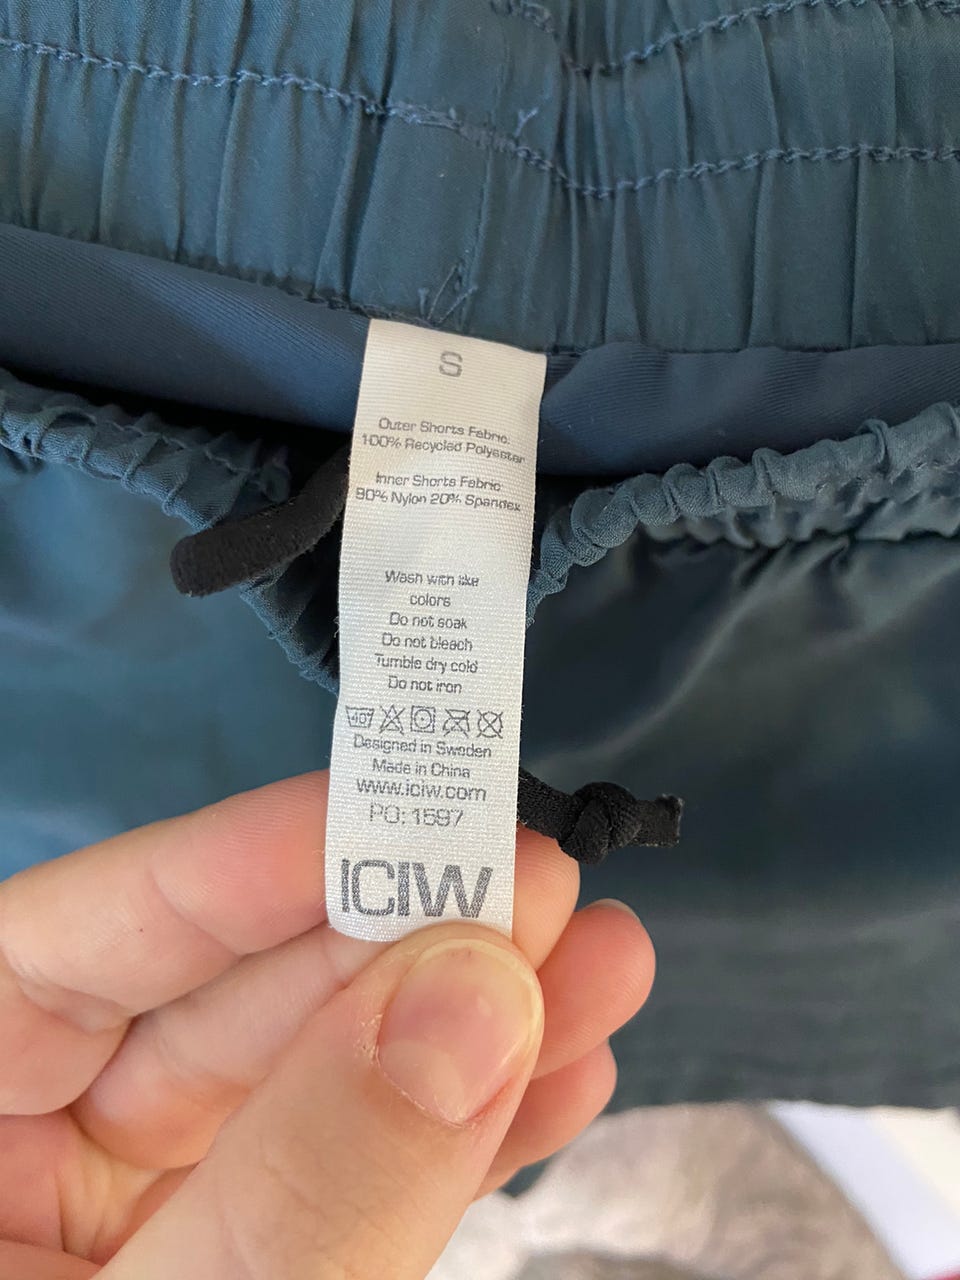 S
Outer Shorts Fabric:
100% Recycled Polyester
Inner Shorts Fabric
80% Nylon 20% Spandex
Wash with like
colors
Do not soak
Do not bleach
Tumble dry cold
Do not iron
40°
Designed in Sweden
Made in China
www.iciw.com
PO: 1597
ICIW